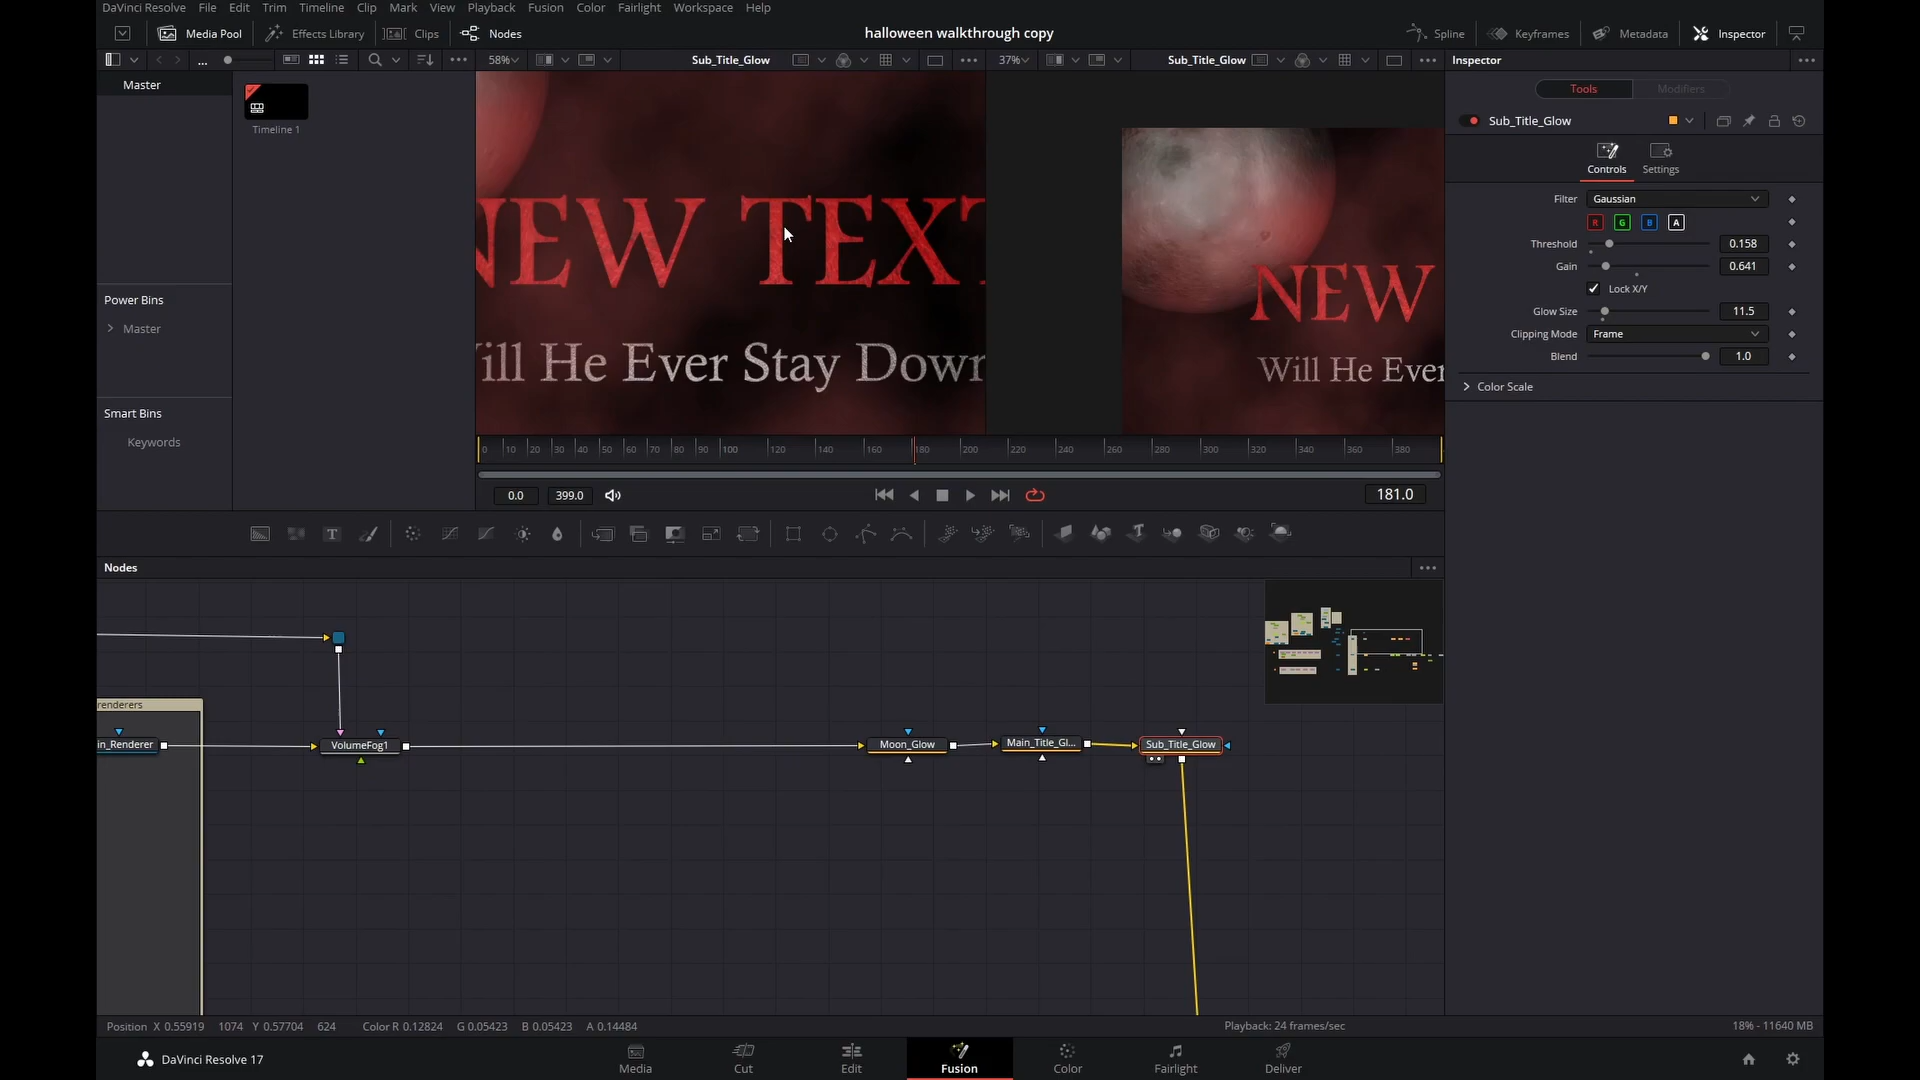 DaVinci Resolve File Edit Trim Timeline Clip Mark View Playback Fusion Color Fairlight Workspace Help
Media Pool Effects Library Clips Nodes halloween walkthrough copy Spline Keyframes Metadata Inspector
... 58% Sub_Title_Glow 37% Sub_Title_Glow Inspector
Master
Timeline 1
Power Bins
Master
Smart Bins
Keywords
NEW TEXT
ill He Ever Stay Down
NEW
Will He Ever
Tools Modifiers
Sub_Title_Glow
Controls Settings
Filter Gaussian
R G B A
Threshold 0.158
Gain 0.641
Lock X/Y
Glow Size 11.5
Clipping Mode Frame
Blend 1.0
Color Scale
0 10 20 30 40 50 60 70 80 90 100 120 140 160 180 200 220 240 260 280 300 320 340 360 380
0.0 399.0 181.0
T
Nodes
renderers
in_Renderer VolumeFog1 Moon_Glow Main_Title_Gl... Sub_Title_Glow
Position X 0.55919 1074 Y 0.57704 624 Color R 0.12824 G 0.05423 B 0.05423 A 0.14484 Playback: 24 frames/sec 18% - 11640 MB
DaVinci Resolve 17 Media Cut Edit Fusion Color Fairlight Deliver